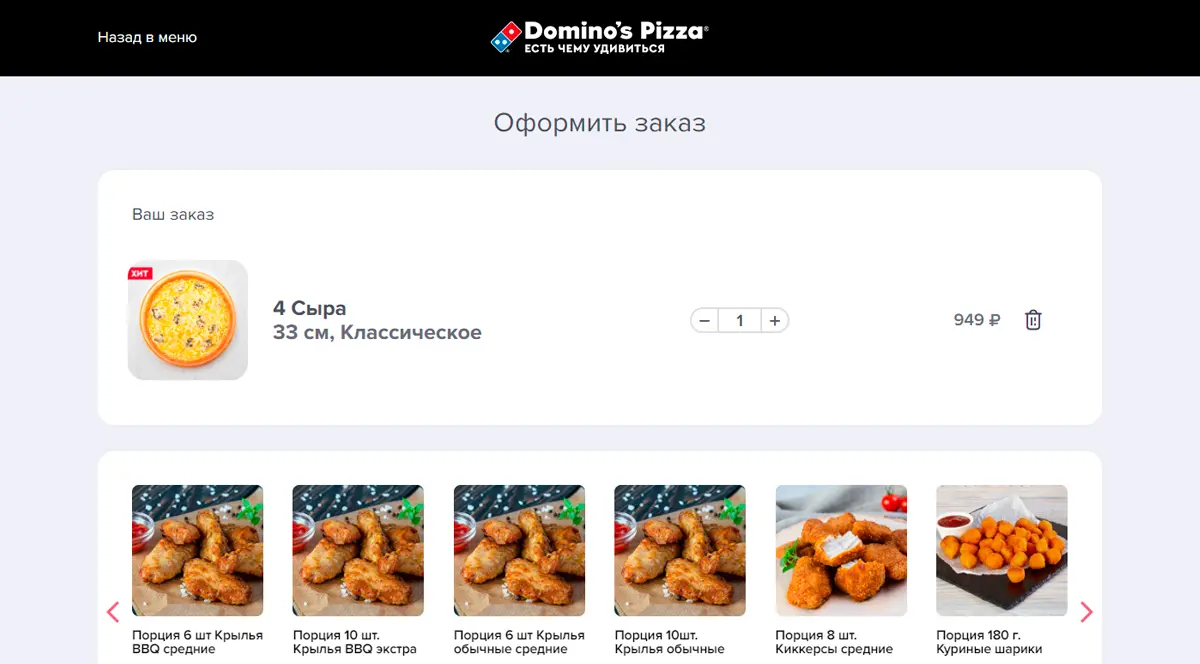 Назад в меню
Domino's Pizza®
ЕСТЬ ЧЕМУ УДИВИТЬСЯ
Оформить заказ
Ваш заказ
ХИТ
4 Сыра
33 см, Классическое
− 1 +
949 ₽
Порция 6 шт Крылья
BBQ средние
Порция 10 шт.
Крылья BBQ экстра
Порция 6 шт Крылья
обычные средние
Порция 10шт.
Крылья обычные
Порция 8 шт.
Киккерсы средние
Порция 180 г.
Куриные шарики